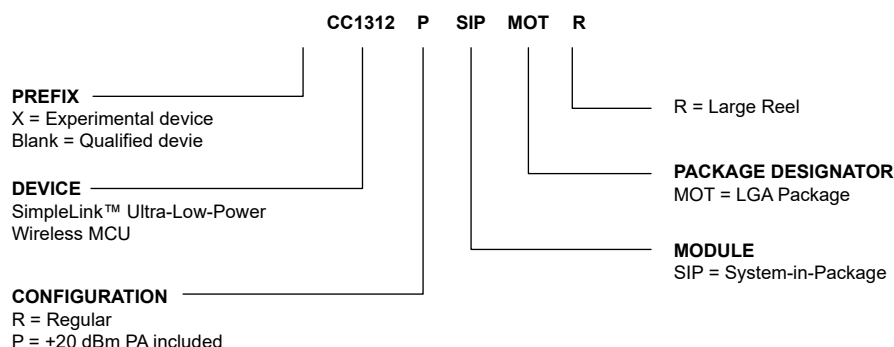 CC1312 P SIP MOT R
PREFIX
X = Experimental device
Blank = Qualified devie
DEVICE
SimpleLink™ Ultra-Low-Power
Wireless MCU
CONFIGURATION
R = Regular
P = +20 dBm PA included
R = Large Reel
PACKAGE DESIGNATOR
MOT = LGA Package
MODULE
SIP = System-in-Package